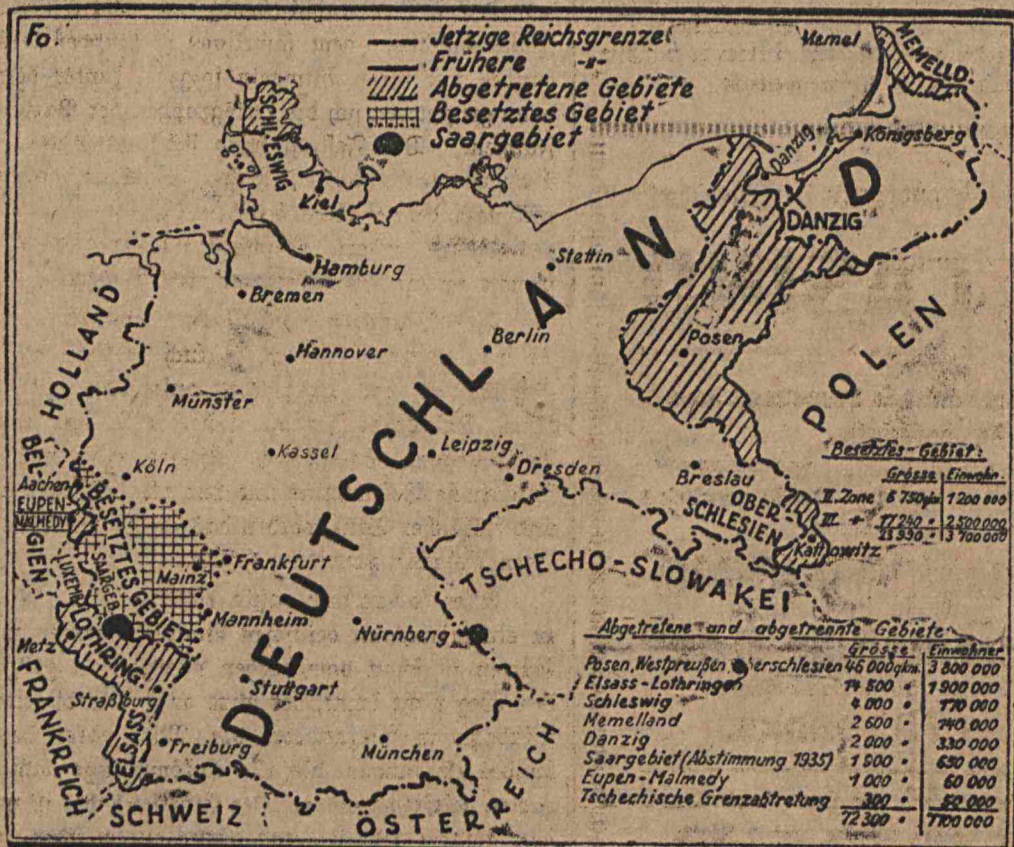 Fo.
Jetzige Reichsgrenze
Frühere -"-
Abgetretene Gebiete
Besetztes Gebiet
Saargebiet
Memel
MEMELLD.
Königsberg
Danzig
DANZIG
SCHLESWIG
Kiel
Hamburg
Bremen
Stettin
Berlin
Hannover
Münster
Posen
HOLLAND
DEUTSCHLAND
POLEN
Kassel
Leipzig
Dresden
Breslau
OBER-
SCHLESIEN
Kattowitz
Köln
BEL-
GIEN
Aachen
EUPEN
MALMEDY
BESETZTES GEBIET
SAARGEB.
LUXEMB.
Mainz
Frankfurt
Mannheim
Nürnberg
TSCHECHO-SLOWAKEI
LOTHRING.
Metz
FRANKREICH
Straßburg
ELSASS
Stuttgart
Freiburg
München
SCHWEIZ
ÖSTERREICH
Besetztes-Gebiet:
Grösse Einwohn.
II. Zone 6 750 qkm 1 200 000
III. " 17 240 " 2 500 000
23 990 " 3 700 000
Abgetretene und abgetrennte Gebiete
Grösse Einwohner
Posen, Westpreußen erschlesien 46 000 qkm. 3 800 000
Elsass-Lothringen 14 500 " 1 900 000
Schleswig 4 000 " 170 000
Memelland 2 600 " 140 000
Danzig 2 000 " 330 000
Saargebiet (Abstimmung 1935) 1 900 " 650 000
Eupen-Malmedy 1 000 " 60 000
Tschechische Grenzabtretung 300 " 50 000
72 300 " 7 100 000